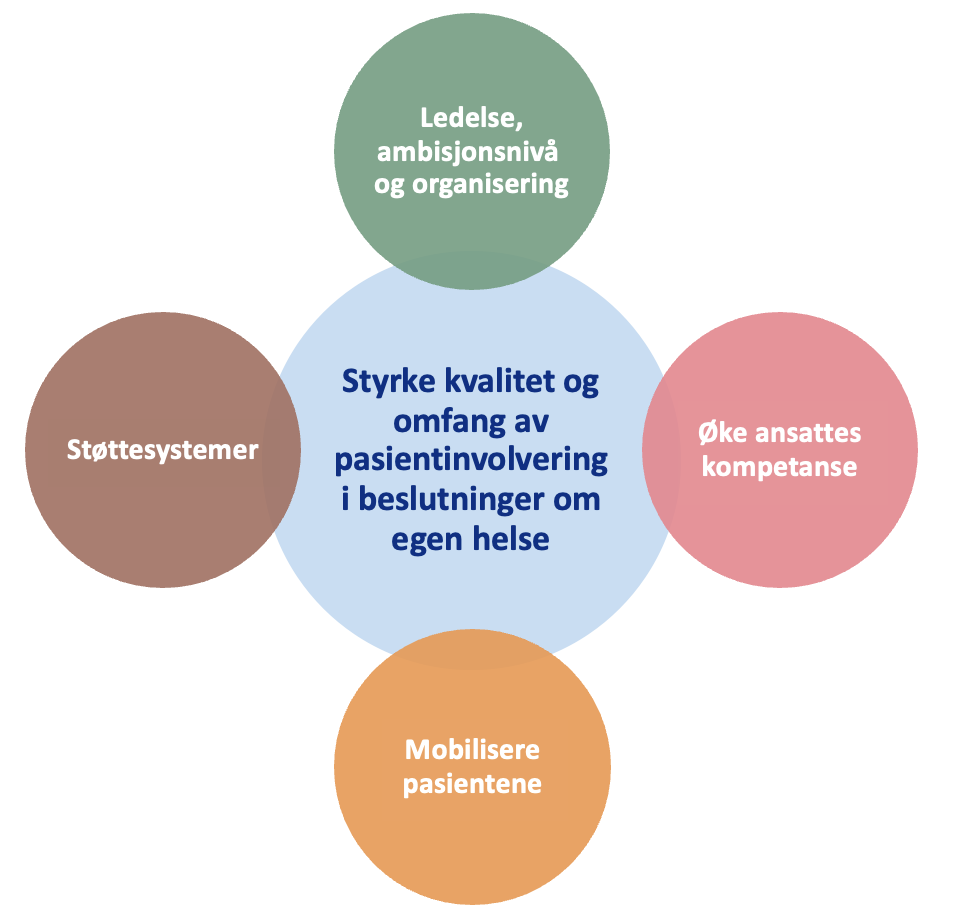 Ledelse,
ambisjonsnivå
og organisering
Styrke kvalitet og
omfang av
pasientinvolvering
i beslutninger om
egen helse
Støttesystemer
Øke ansattes
kompetanse
Mobilisere
pasientene